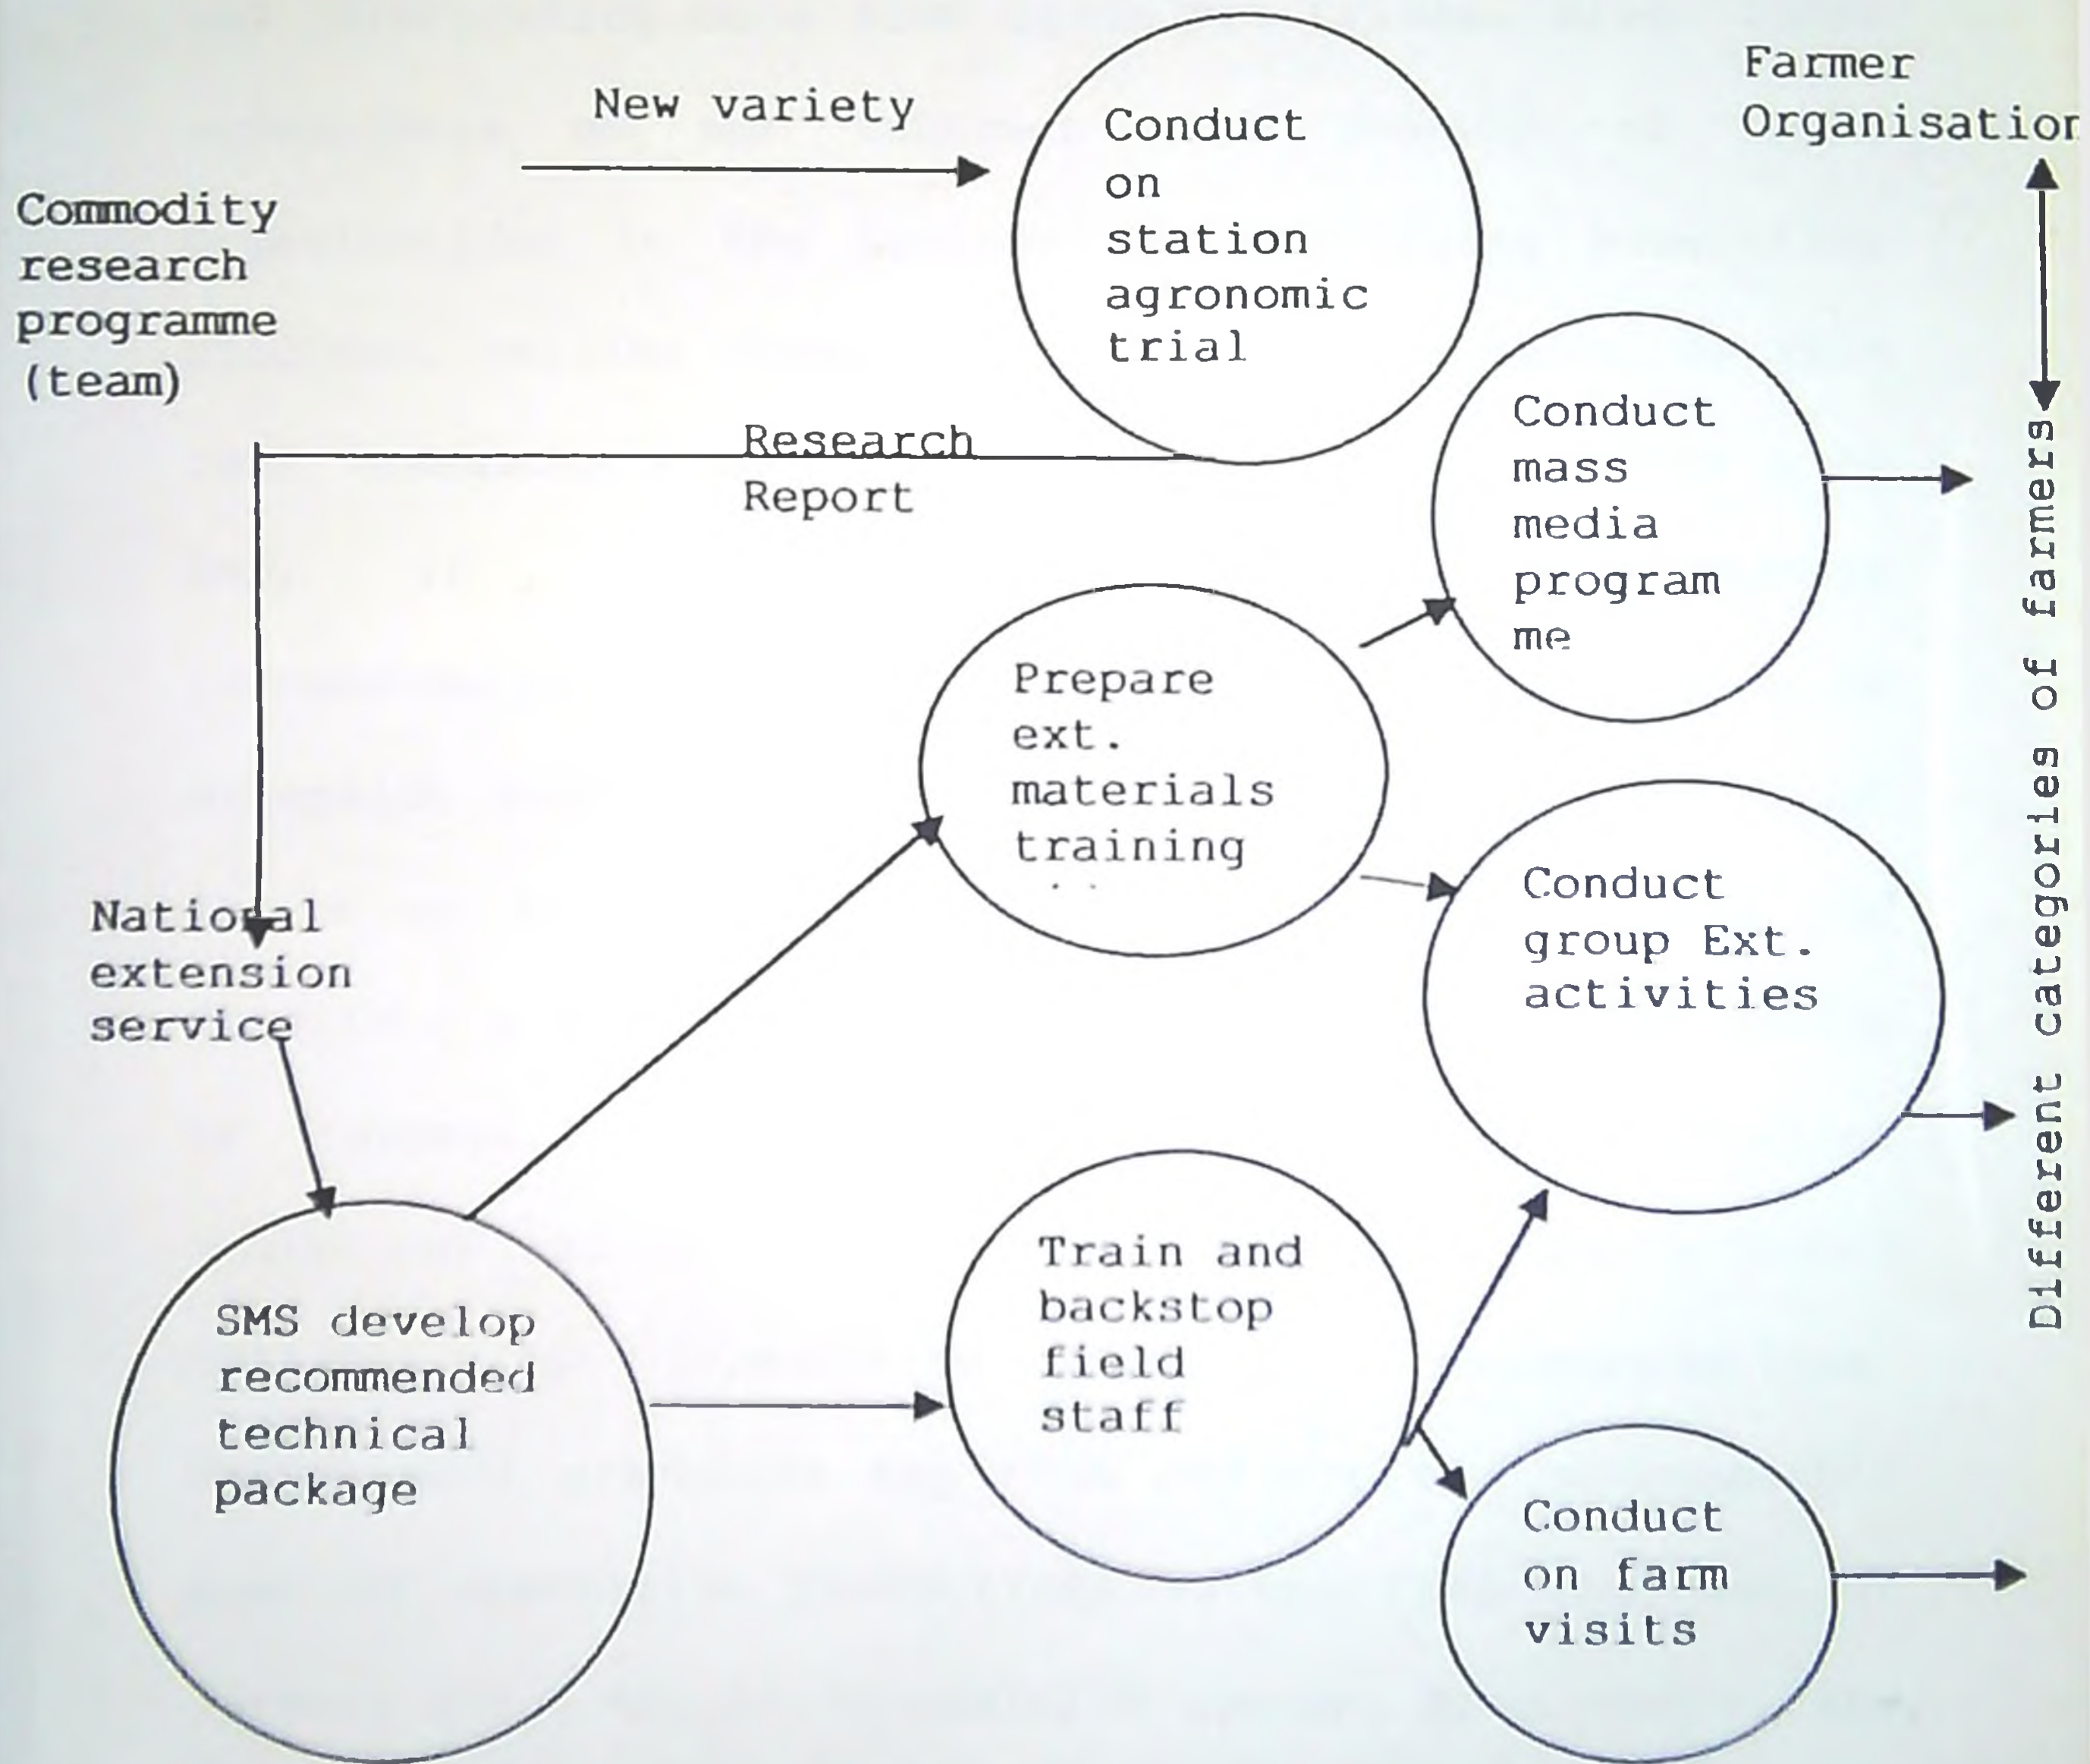 New variety
Commodity
research
programme
(team)
Conduct
on
station
agronomic
trial
Farmer
Organisation
Research
Report
Conduct
mass
media
program
me
Prepare
ext.
materials
training
National
extension
service
Conduct
group Ext.
activities
Different categories of farmers
SMS develop
recommended
technical
package
Train and
backstop
field
staff
Conduct
on farm
visits